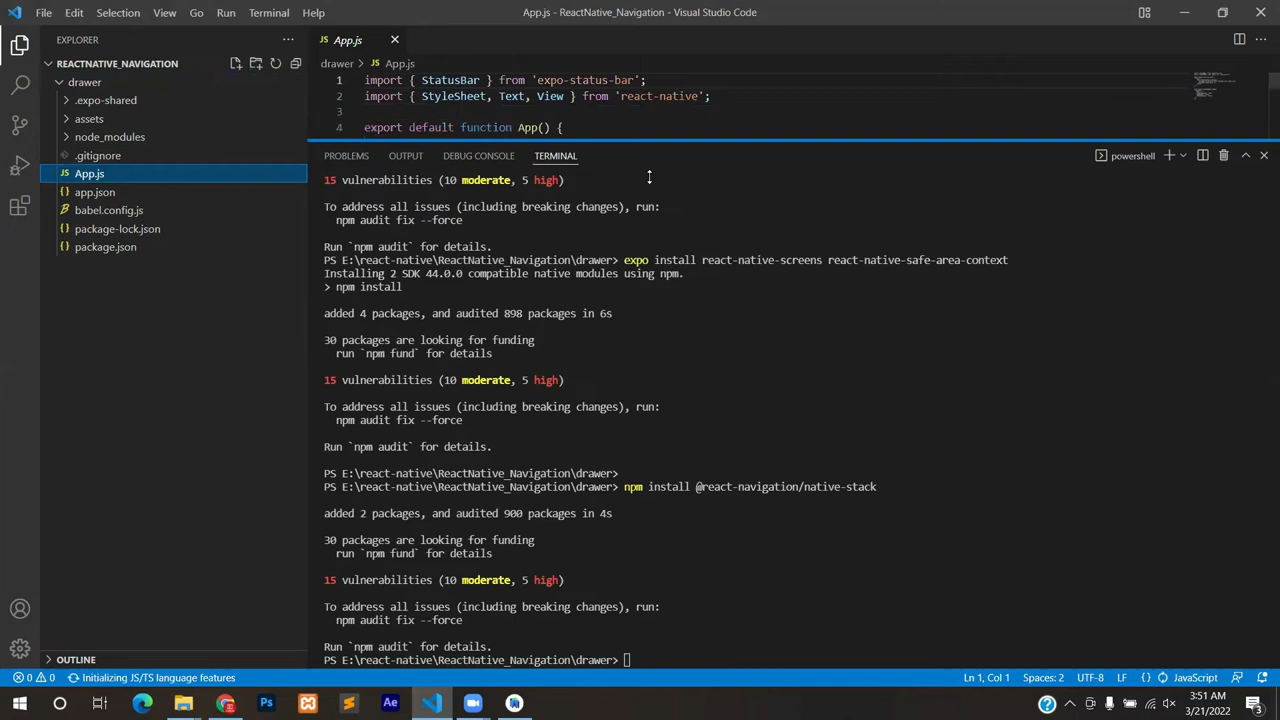 File Edit Selection View Go Run Terminal Help
App.js - ReactNative_Navigation - Visual Studio Code
EXPLORER
REACTNATIVE_NAVIGATION
drawer
.expo-shared
assets
node_modules
.gitignore
App.js
app.json
babel.config.js
package-lock.json
package.json
OUTLINE
App.js
drawer > App.js
1 import { StatusBar } from 'expo-status-bar';
2 import { StyleSheet, Text, View } from 'react-native';
3
4 export default function App() {
PROBLEMS OUTPUT DEBUG CONSOLE TERMINAL
powershell
15 vulnerabilities (10 moderate, 5 high)
To address all issues (including breaking changes), run:
npm audit fix --force
Run `npm audit` for details.
PS E:\react-native\ReactNative_Navigation\drawer> expo install react-native-screens react-native-safe-area-context
Installing 2 SDK 44.0.0 compatible native modules using npm.
> npm install
added 4 packages, and audited 898 packages in 6s
30 packages are looking for funding
run `npm fund` for details
15 vulnerabilities (10 moderate, 5 high)
To address all issues (including breaking changes), run:
npm audit fix --force
Run `npm audit` for details.
PS E:\react-native\ReactNative_Navigation\drawer>
PS E:\react-native\ReactNative_Navigation\drawer> npm install @react-navigation/native-stack
added 2 packages, and audited 900 packages in 4s
30 packages are looking for funding
run `npm fund` for details
15 vulnerabilities (10 moderate, 5 high)
To address all issues (including breaking changes), run:
npm audit fix --force
Run `npm audit` for details.
PS E:\react-native\ReactNative_Navigation\drawer>
0 0 Initializing JS/TS language features
Ln 1, Col 1 Spaces: 2 UTF-8 LF {} JavaScript
Ps Ae
3:51 AM
3/21/2022
3